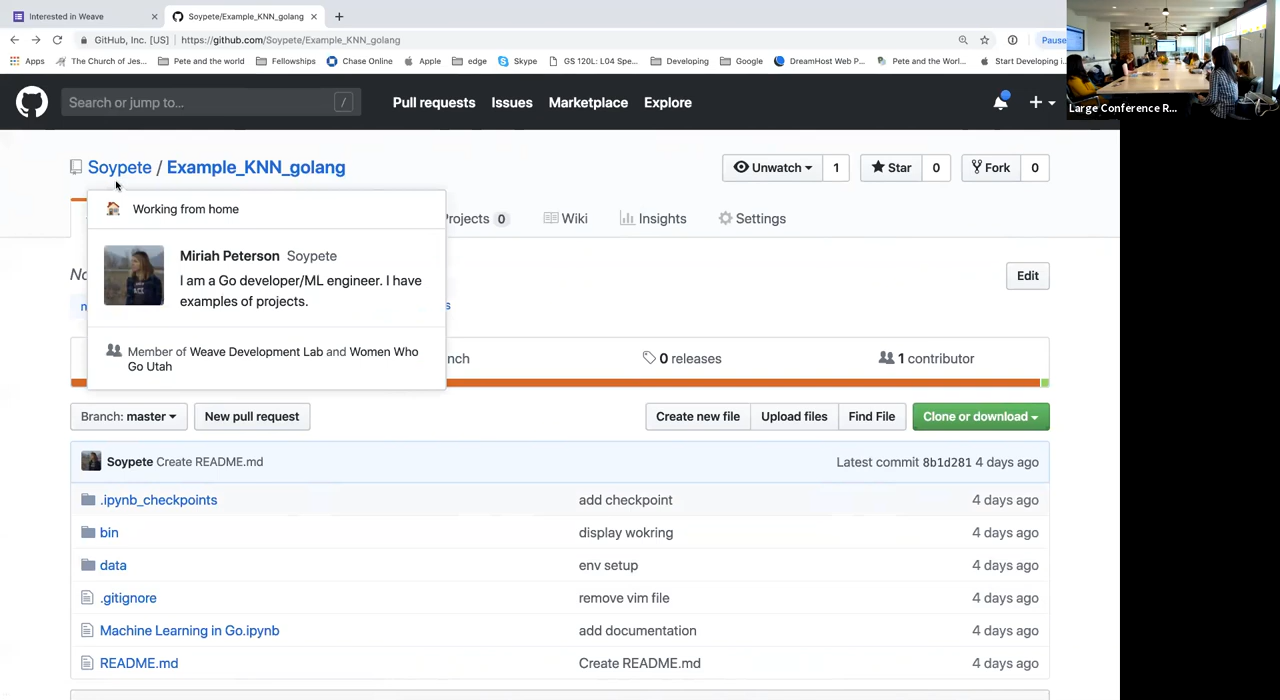 Interested in Weave
Soypete/Example_KNN_golang
GitHub, Inc. [US] | https://github.com/Soypete/Example_KNN_golang
Pause
Apps The Church of Jes... Pete and the world Fellowships Chase Online Apple edge Skype GS 120L: L04 Spe... Developing Google DreamHost Web P... Pete and the Worl... Start Developing i
Large Conference R...
Search or jump to... /
Pull requests Issues Marketplace Explore
Soypete / Example_KNN_golang
Unwatch 1 Star 0 Fork 0
Working from home
rojects 0 Wiki Insights Settings
Miriah Peterson Soypete
I am a Go developer/ML engineer. I have
examples of projects.
No
Edit
n
s
Member of Weave Development Lab and Women Who
Go Utah
nch 0 releases 1 contributor
Branch: master New pull request Create new file Upload files Find File Clone or download
Soypete Create README.md Latest commit 8b1d281 4 days ago
.ipynb_checkpoints add checkpoint 4 days ago
bin display wokring 4 days ago
data env setup 4 days ago
.gitignore remove vim file 4 days ago
Machine Learning in Go.ipynb add documentation 4 days ago
README.md Create README.md 4 days ago